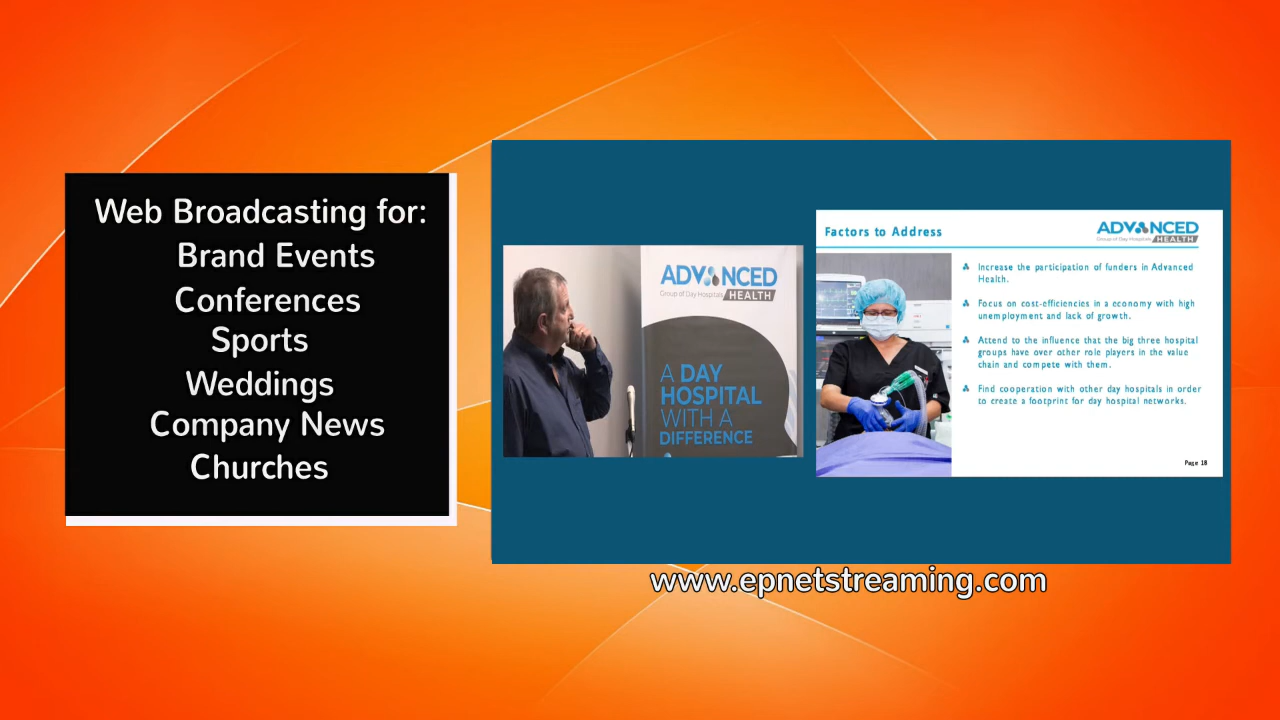 Web Broadcasting for:
Brand Events
Conferences
Sports
Weddings
Company News
Churches
ADVANCED
Group of Day Hospitals HEALTH
A DAY
HOSPITAL
WITH A
DIFFERENCE
Factors to Address
ADVANCED
Group of Day Hospitals HEALTH
Increase the participation of funders in Advanced
Health.
Focus on cost-efficiencies in a economy with high
unemployment and lack of growth.
Attend to the influence that the big three hospital
groups have over other role players in the value
chain and compete with them.
Find cooperation with other day hospitals in order
to create a footprint for day hospital networks.
Page 18
www.epnetstreaming.com